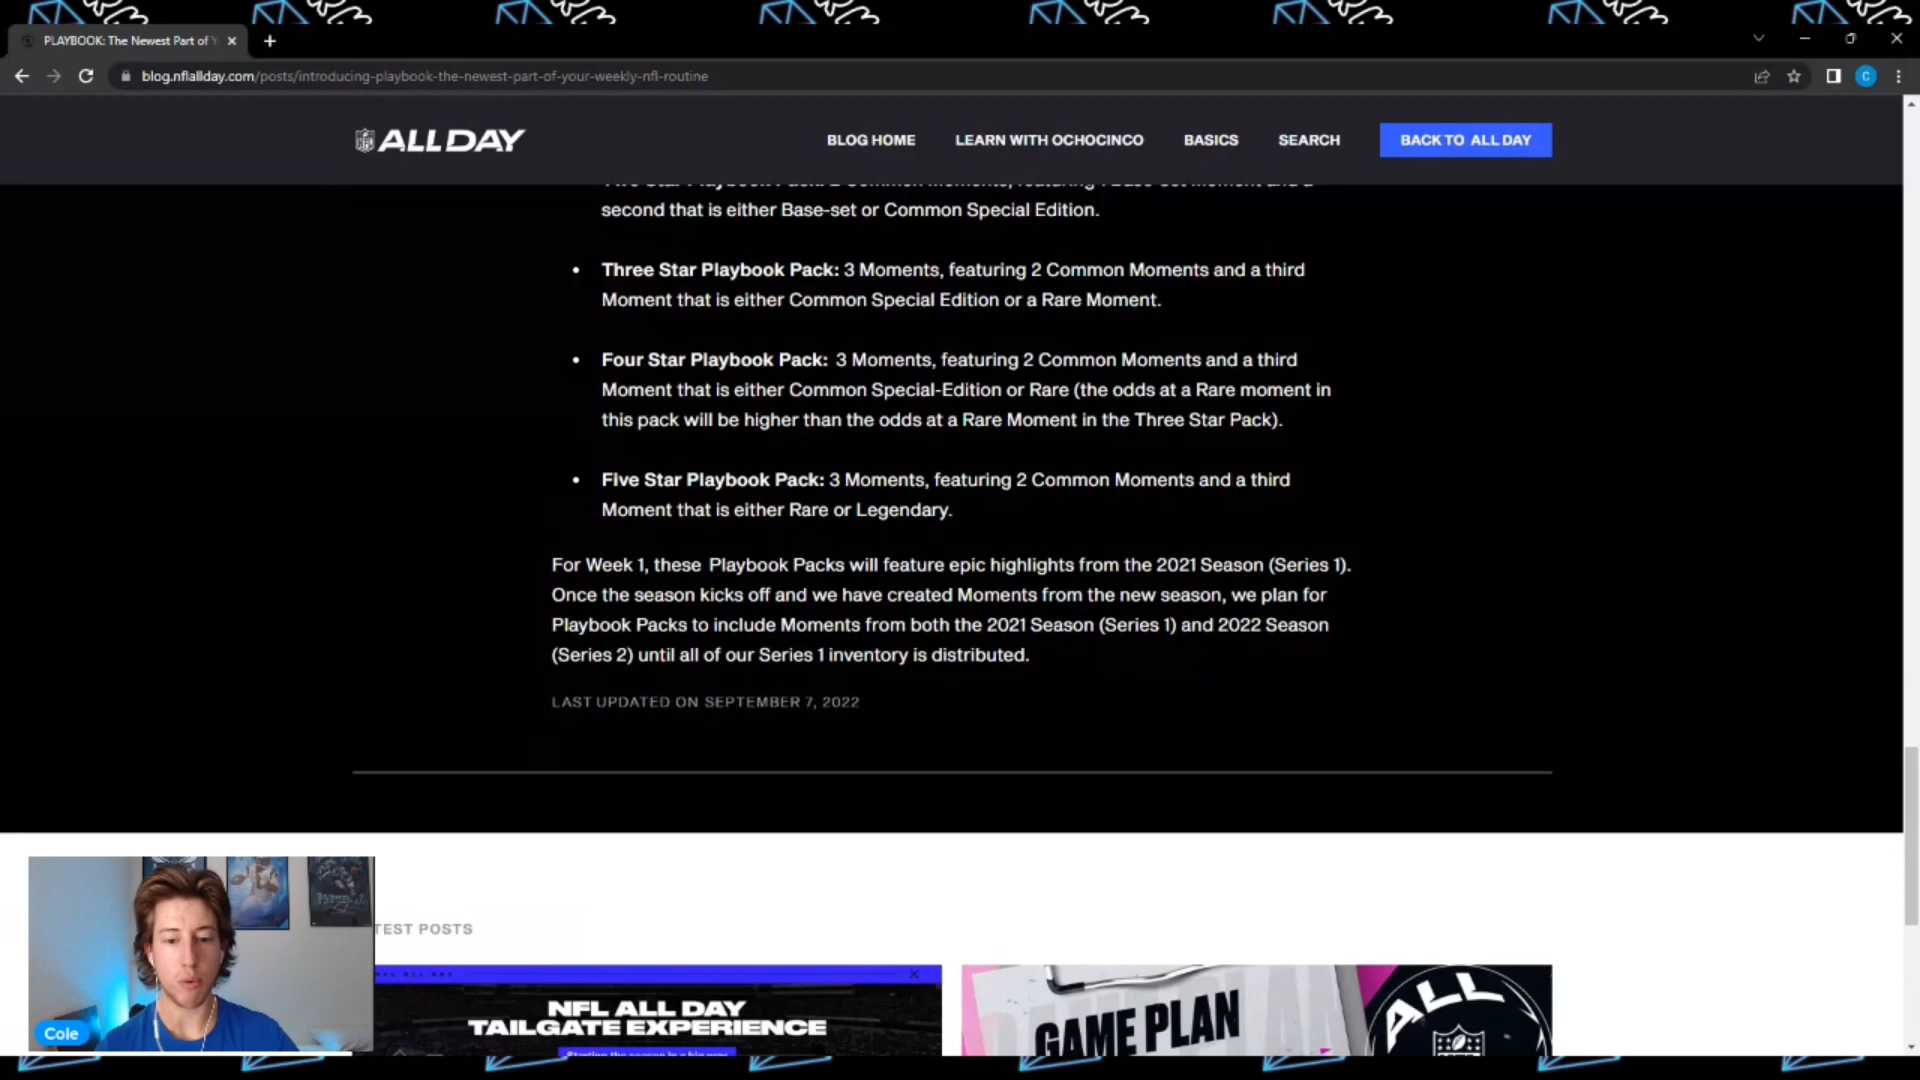 PLAYBOOK: The Newest Part of Y
blog.nflallday.com/posts/introducing-playbook-the-newest-part-of-your-weekly-nfl-routine
C
ALL DAY
BLOG HOME
LEARN WITH OCHOCINCO
BASICS
SEARCH
BACK TO ALL DAY
second that is either Base-set or Common Special Edition.
• Three Star Playbook Pack: 3 Moments, featuring 2 Common Moments and a third
Moment that is either Common Special Edition or a Rare Moment.
• Four Star Playbook Pack: 3 Moments, featuring 2 Common Moments and a third
Moment that is either Common Special-Edition or Rare (the odds at a Rare moment in
this pack will be higher than the odds at a Rare Moment in the Three Star Pack).
• Five Star Playbook Pack: 3 Moments, featuring 2 Common Moments and a third
Moment that is either Rare or Legendary.
For Week 1, these Playbook Packs will feature epic highlights from the 2021 Season (Series 1).
Once the season kicks off and we have created Moments from the new season, we plan for
Playbook Packs to include Moments from both the 2021 Season (Series 1) and 2022 Season
(Series 2) until all of our Series 1 inventory is distributed.
LAST UPDATED ON SEPTEMBER 7, 2022
TEST POSTS
NFL ALL DAY
TAILGATE EXPERIENCE
GAME PLAN
ALL
NFL
Cole